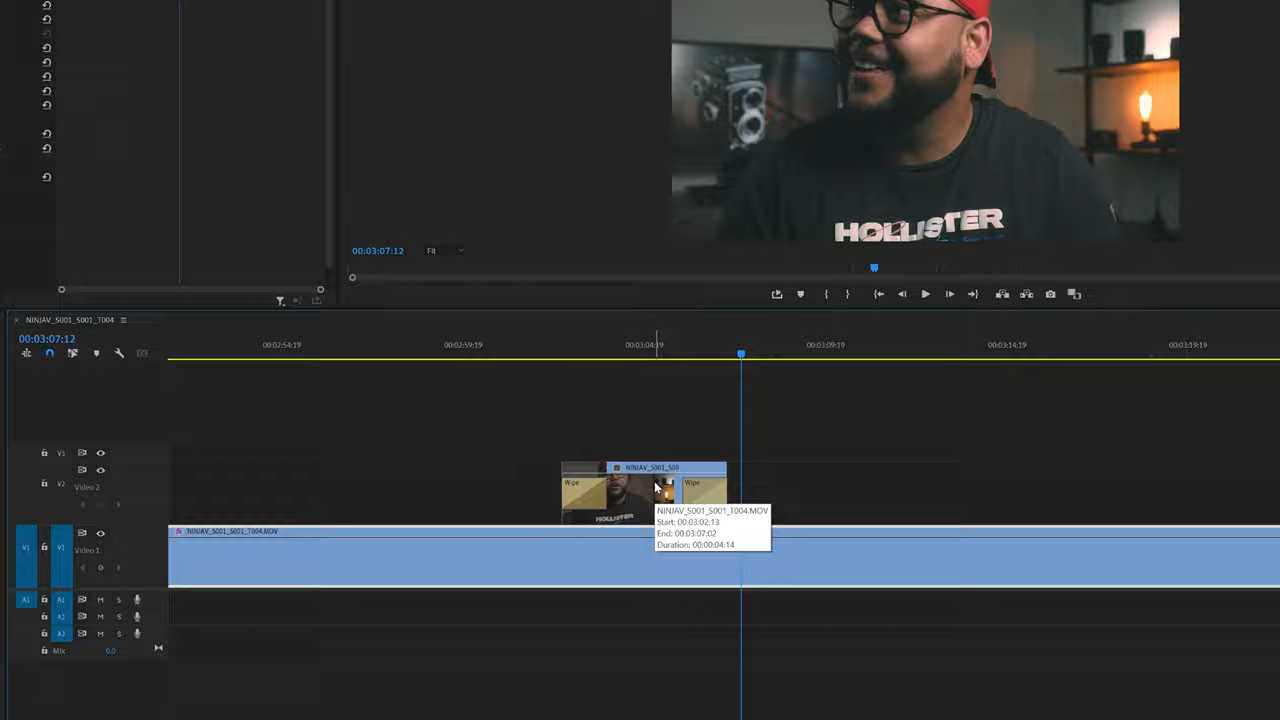 HOLLISTER
00:03:07:12 Fit
NINJAV_S001_S001_T004
00:03:07:12
00:02:54:19 00:02:59:19 00:03:04:19 00:03:09:19 00:03:14:19 00:03:19:19
V3
NINJAV_S001_S00
V2
Wipe Wipe
Video 2
HOLLISTER
NINJAV_S001_S001_T004.MOV
Start: 00:03:02:13
End: 00:03:07:02
Duration: 00:00:04:14
NINJAV_S001_S001_T004.MOV
V1 V1
Video 1
A1 A1 M S
A2 M S
A3 M S
Mix 0.0